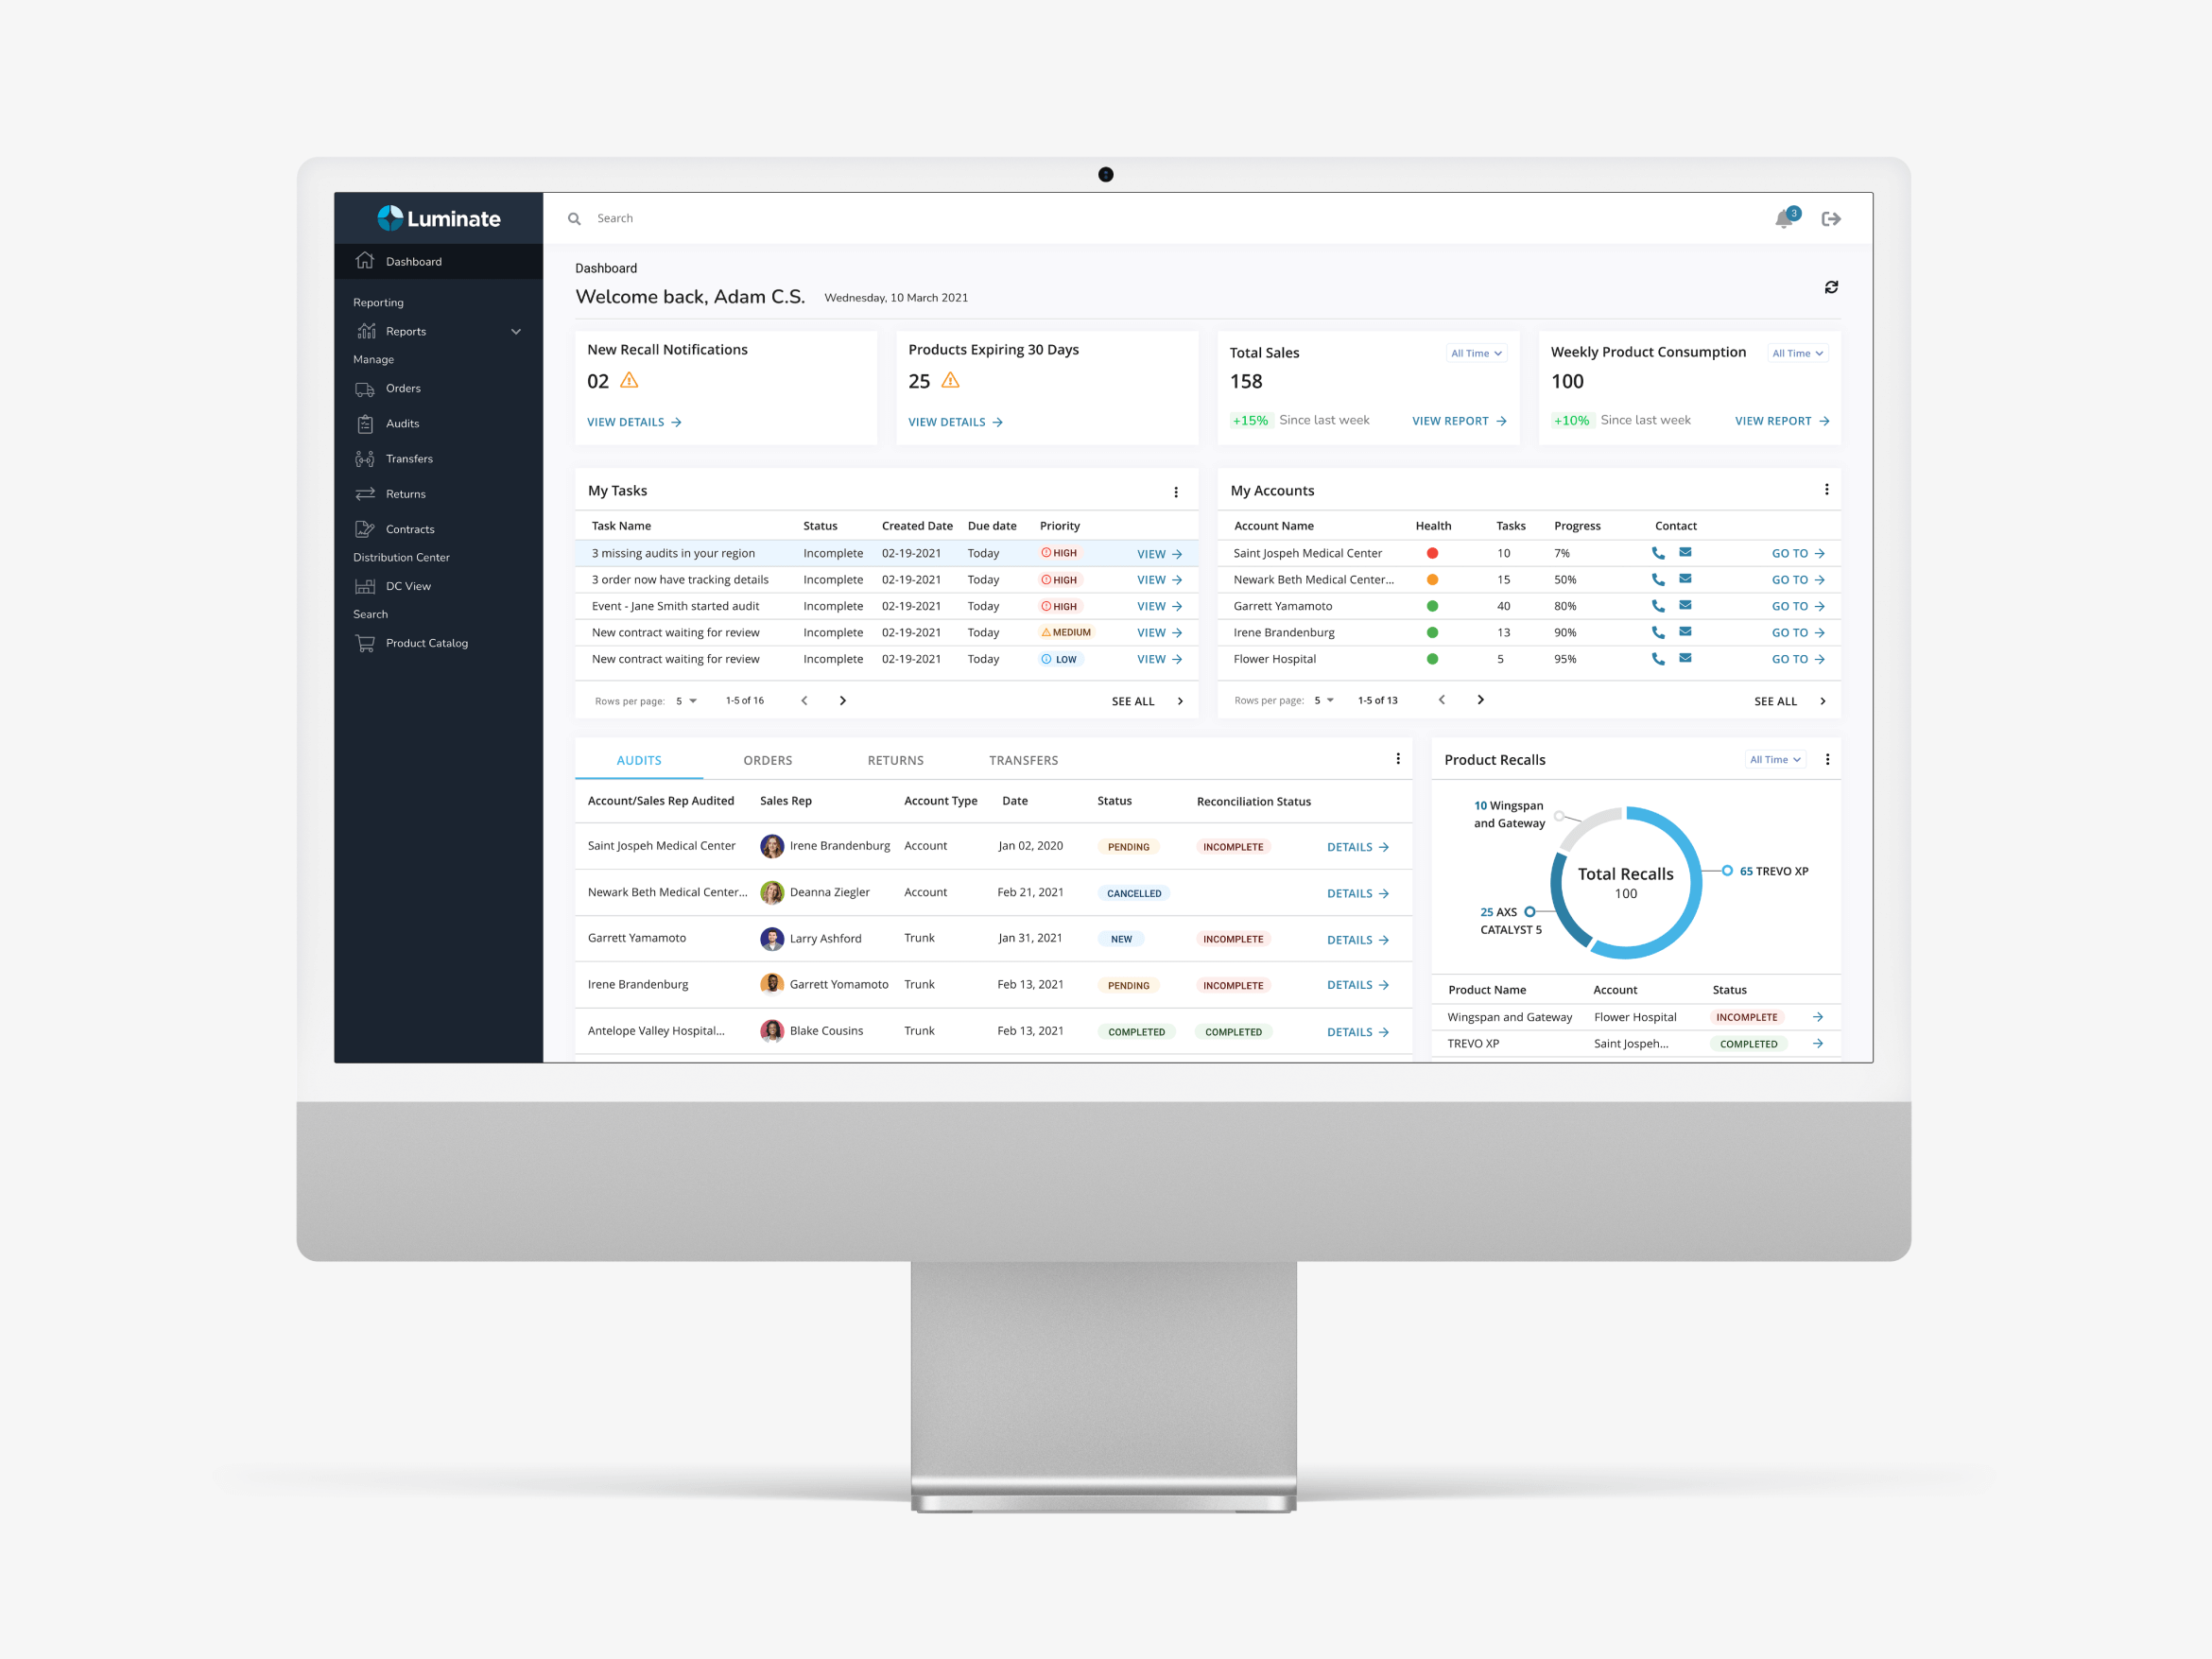 Luminate
Search
3
Dashboard
Reporting
Reports
Manage
Orders
Audits
Transfers
Returns
Contracts
Distribution Center
DC View
Search
Product Catalog
Dashboard
Welcome back, Adam C.S. Wednesday, 10 March 2021
New Recall Notifications
02
VIEW DETAILS
Products Expiring 30 Days
25
VIEW DETAILS
Total Sales All Time
158
+15% Since last week VIEW REPORT
Weekly Product Consumption All Time
100
+10% Since last week VIEW REPORT
My Tasks
Task Name Status Created Date Due date Priority
3 missing audits in your region Incomplete 02-19-2021 Today HIGH VIEW
3 order now have tracking details Incomplete 02-19-2021 Today HIGH VIEW
Event - Jane Smith started audit Incomplete 02-19-2021 Today HIGH VIEW
New contract waiting for review Incomplete 02-19-2021 Today MEDIUM VIEW
New contract waiting for review Incomplete 02-19-2021 Today LOW VIEW
Rows per page: 5 1-5 of 16 SEE ALL
My Accounts
Account Name Health Tasks Progress Contact
Saint Jospeh Medical Center 10 7% GO TO
Newark Beth Medical Center... 15 50% GO TO
Garrett Yamamoto 40 80% GO TO
Irene Brandenburg 13 90% GO TO
Flower Hospital 5 95% GO TO
Rows per page: 5 1-5 of 13 SEE ALL
AUDITS ORDERS RETURNS TRANSFERS
Account/Sales Rep Audited Sales Rep Account Type Date Status Reconciliation Status
Saint Jospeh Medical Center Irene Brandenburg Account Jan 02, 2020 PENDING INCOMPLETE DETAILS
Newark Beth Medical Center... Deanna Ziegler Account Feb 21, 2021 CANCELLED DETAILS
Garrett Yamamoto Larry Ashford Trunk Jan 31, 2021 NEW INCOMPLETE DETAILS
Irene Brandenburg Garrett Yomamoto Trunk Feb 13, 2021 PENDING INCOMPLETE DETAILS
Antelope Valley Hospital... Blake Cousins Trunk Feb 13, 2021 COMPLETED COMPLETED DETAILS
Product Recalls All Time
10 Wingspan
and Gateway
Total Recalls
100
65 TREVO XP
25 AXS
CATALYST 5
Product Name Account Status
Wingspan and Gateway Flower Hospital INCOMPLETE
TREVO XP Saint Jospeh... COMPLETED